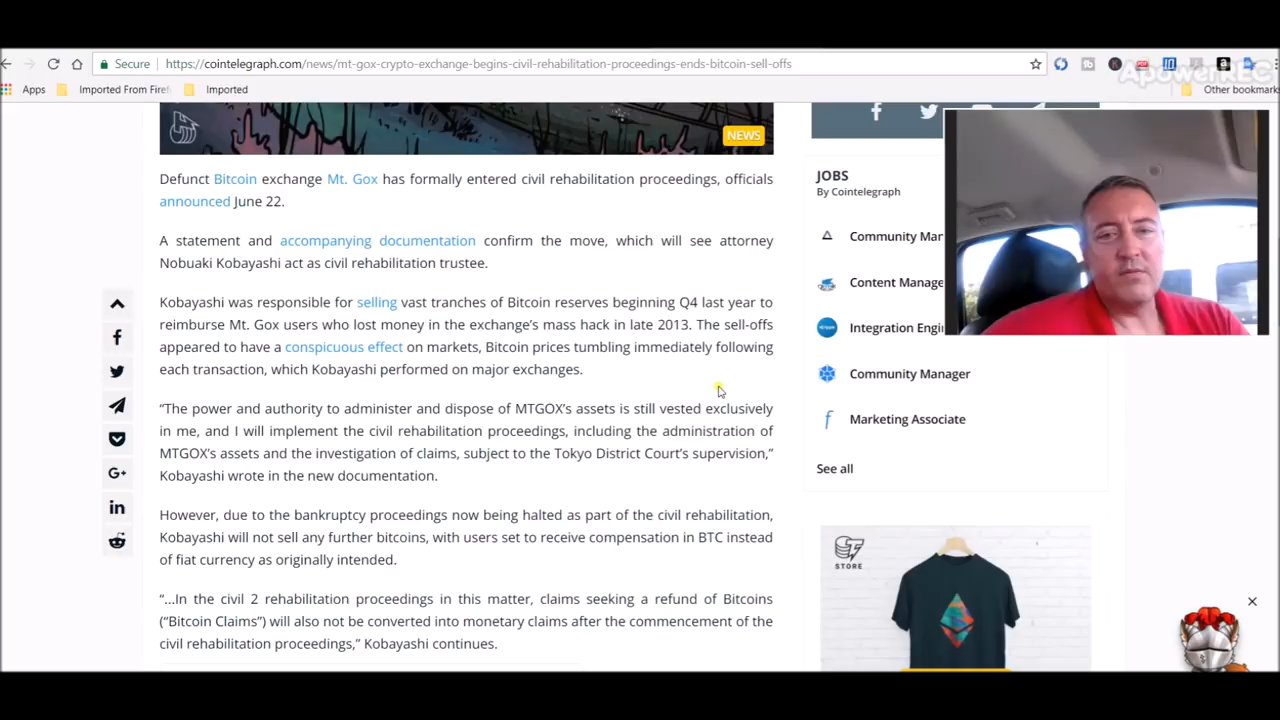 ApowerREC
Secure https://cointelegraph.com/news/mt-gox-crypto-exchange-begins-civil-rehabilitation-proceedings-ends-bitcoin-sell-offs
Apps Imported From Firef Imported Other bookmark
NEWS
Defunct Bitcoin exchange Mt. Gox has formally entered civil rehabilitation proceedings, officials
announced June 22.
A statement and accompanying documentation confirm the move, which will see attorney
Nobuaki Kobayashi act as civil rehabilitation trustee.
Kobayashi was responsible for selling vast tranches of Bitcoin reserves beginning Q4 last year to
reimburse Mt. Gox users who lost money in the exchange’s mass hack in late 2013. The sell-offs
appeared to have a conspicuous effect on markets, Bitcoin prices tumbling immediately following
each transaction, which Kobayashi performed on major exchanges.
“The power and authority to administer and dispose of MTGOX’s assets is still vested exclusively
in me, and I will implement the civil rehabilitation proceedings, including the administration of
MTGOX’s assets and the investigation of claims, subject to the Tokyo District Court’s supervision,”
Kobayashi wrote in the new documentation.
However, due to the bankruptcy proceedings now being halted as part of the civil rehabilitation,
Kobayashi will not sell any further bitcoins, with users set to receive compensation in BTC instead
of fiat currency as originally intended.
“...In the civil 2 rehabilitation proceedings in this matter, claims seeking a refund of Bitcoins
(“Bitcoin Claims”) will also not be converted into monetary claims after the commencement of the
civil rehabilitation proceedings,” Kobayashi continues.
JOBS
By Cointelegraph
Community Mar
Content Manage
Integration Engi
Community Manager
Marketing Associate
See all
STORE